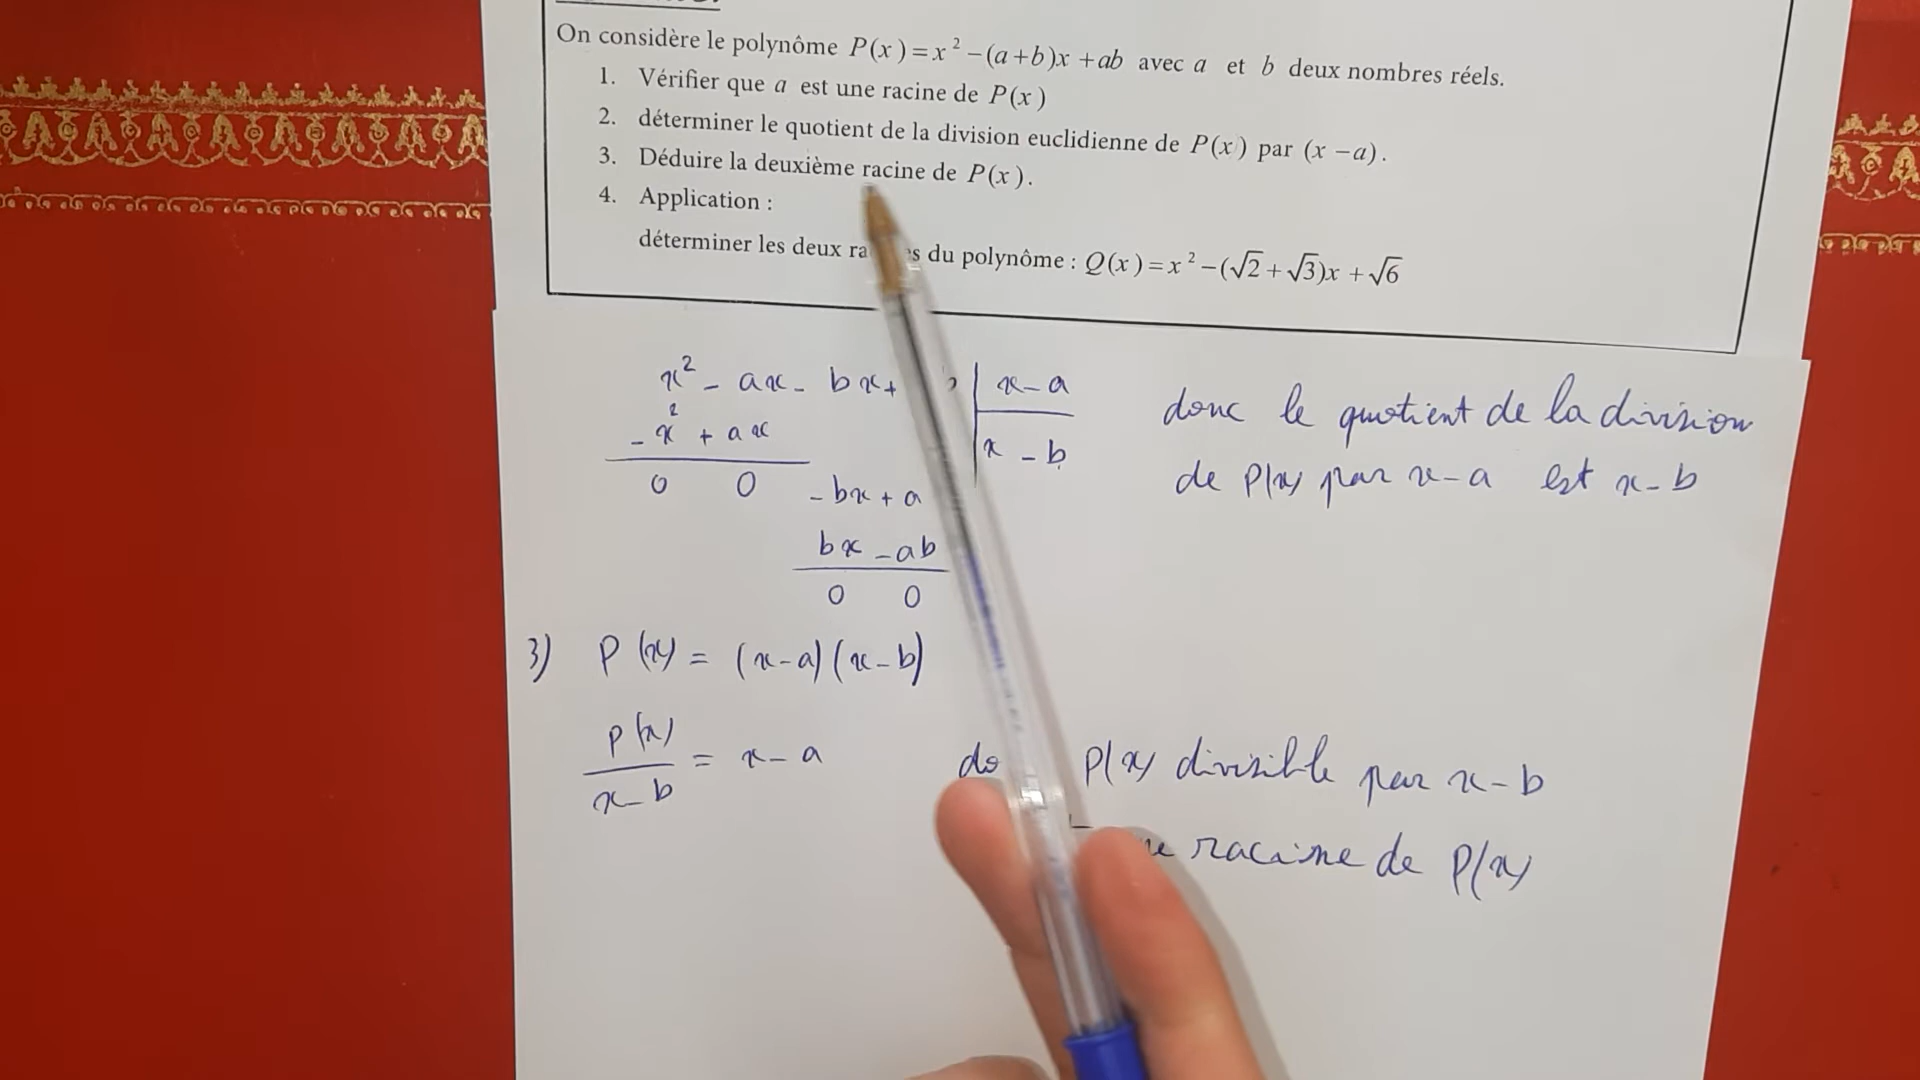 On considère le polynôme P(x)=x² −(a+b)x+ab avec a et b deux nombres réels.
1. Vérifier que a est une racine de P(x)
2. déterminer le quotient de la division euclidienne de P(x) par (x−a).
3. Déduire la deuxième racine de P(x).
4. Application :
déterminer les deux du polynôme : Q(x)=x² −(√2+√3)x+√6
x² − ax − bx + | x − a
− x² + ax | x − b
0 0 − bx + a
bx − ab
0 0
donc le quotient de la division
de P(x) par x − a est x − b
3) P(x) = (x−a)(x−b)
P(x)/(x−b) = x − a P(x) divisible par x − b
racine de P(x)